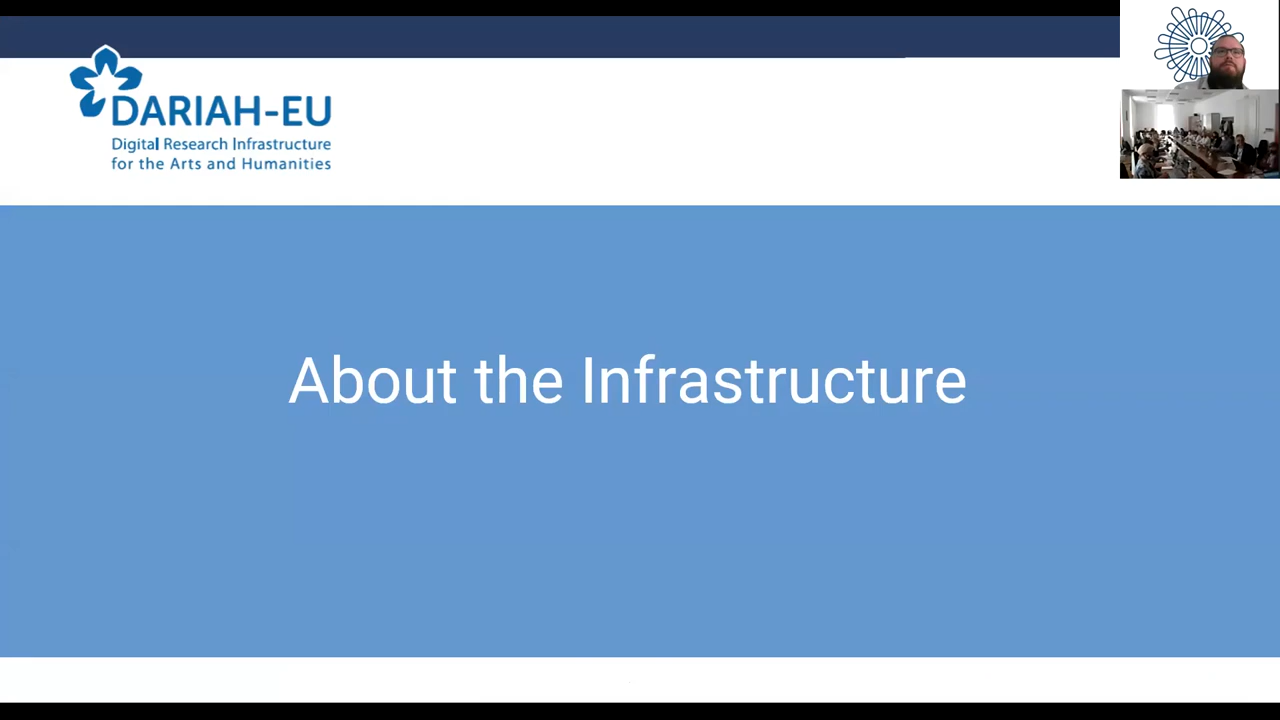 DARIAH-EU
Digital Research Infrastructure
for the Arts and Humanities
About the Infrastructure